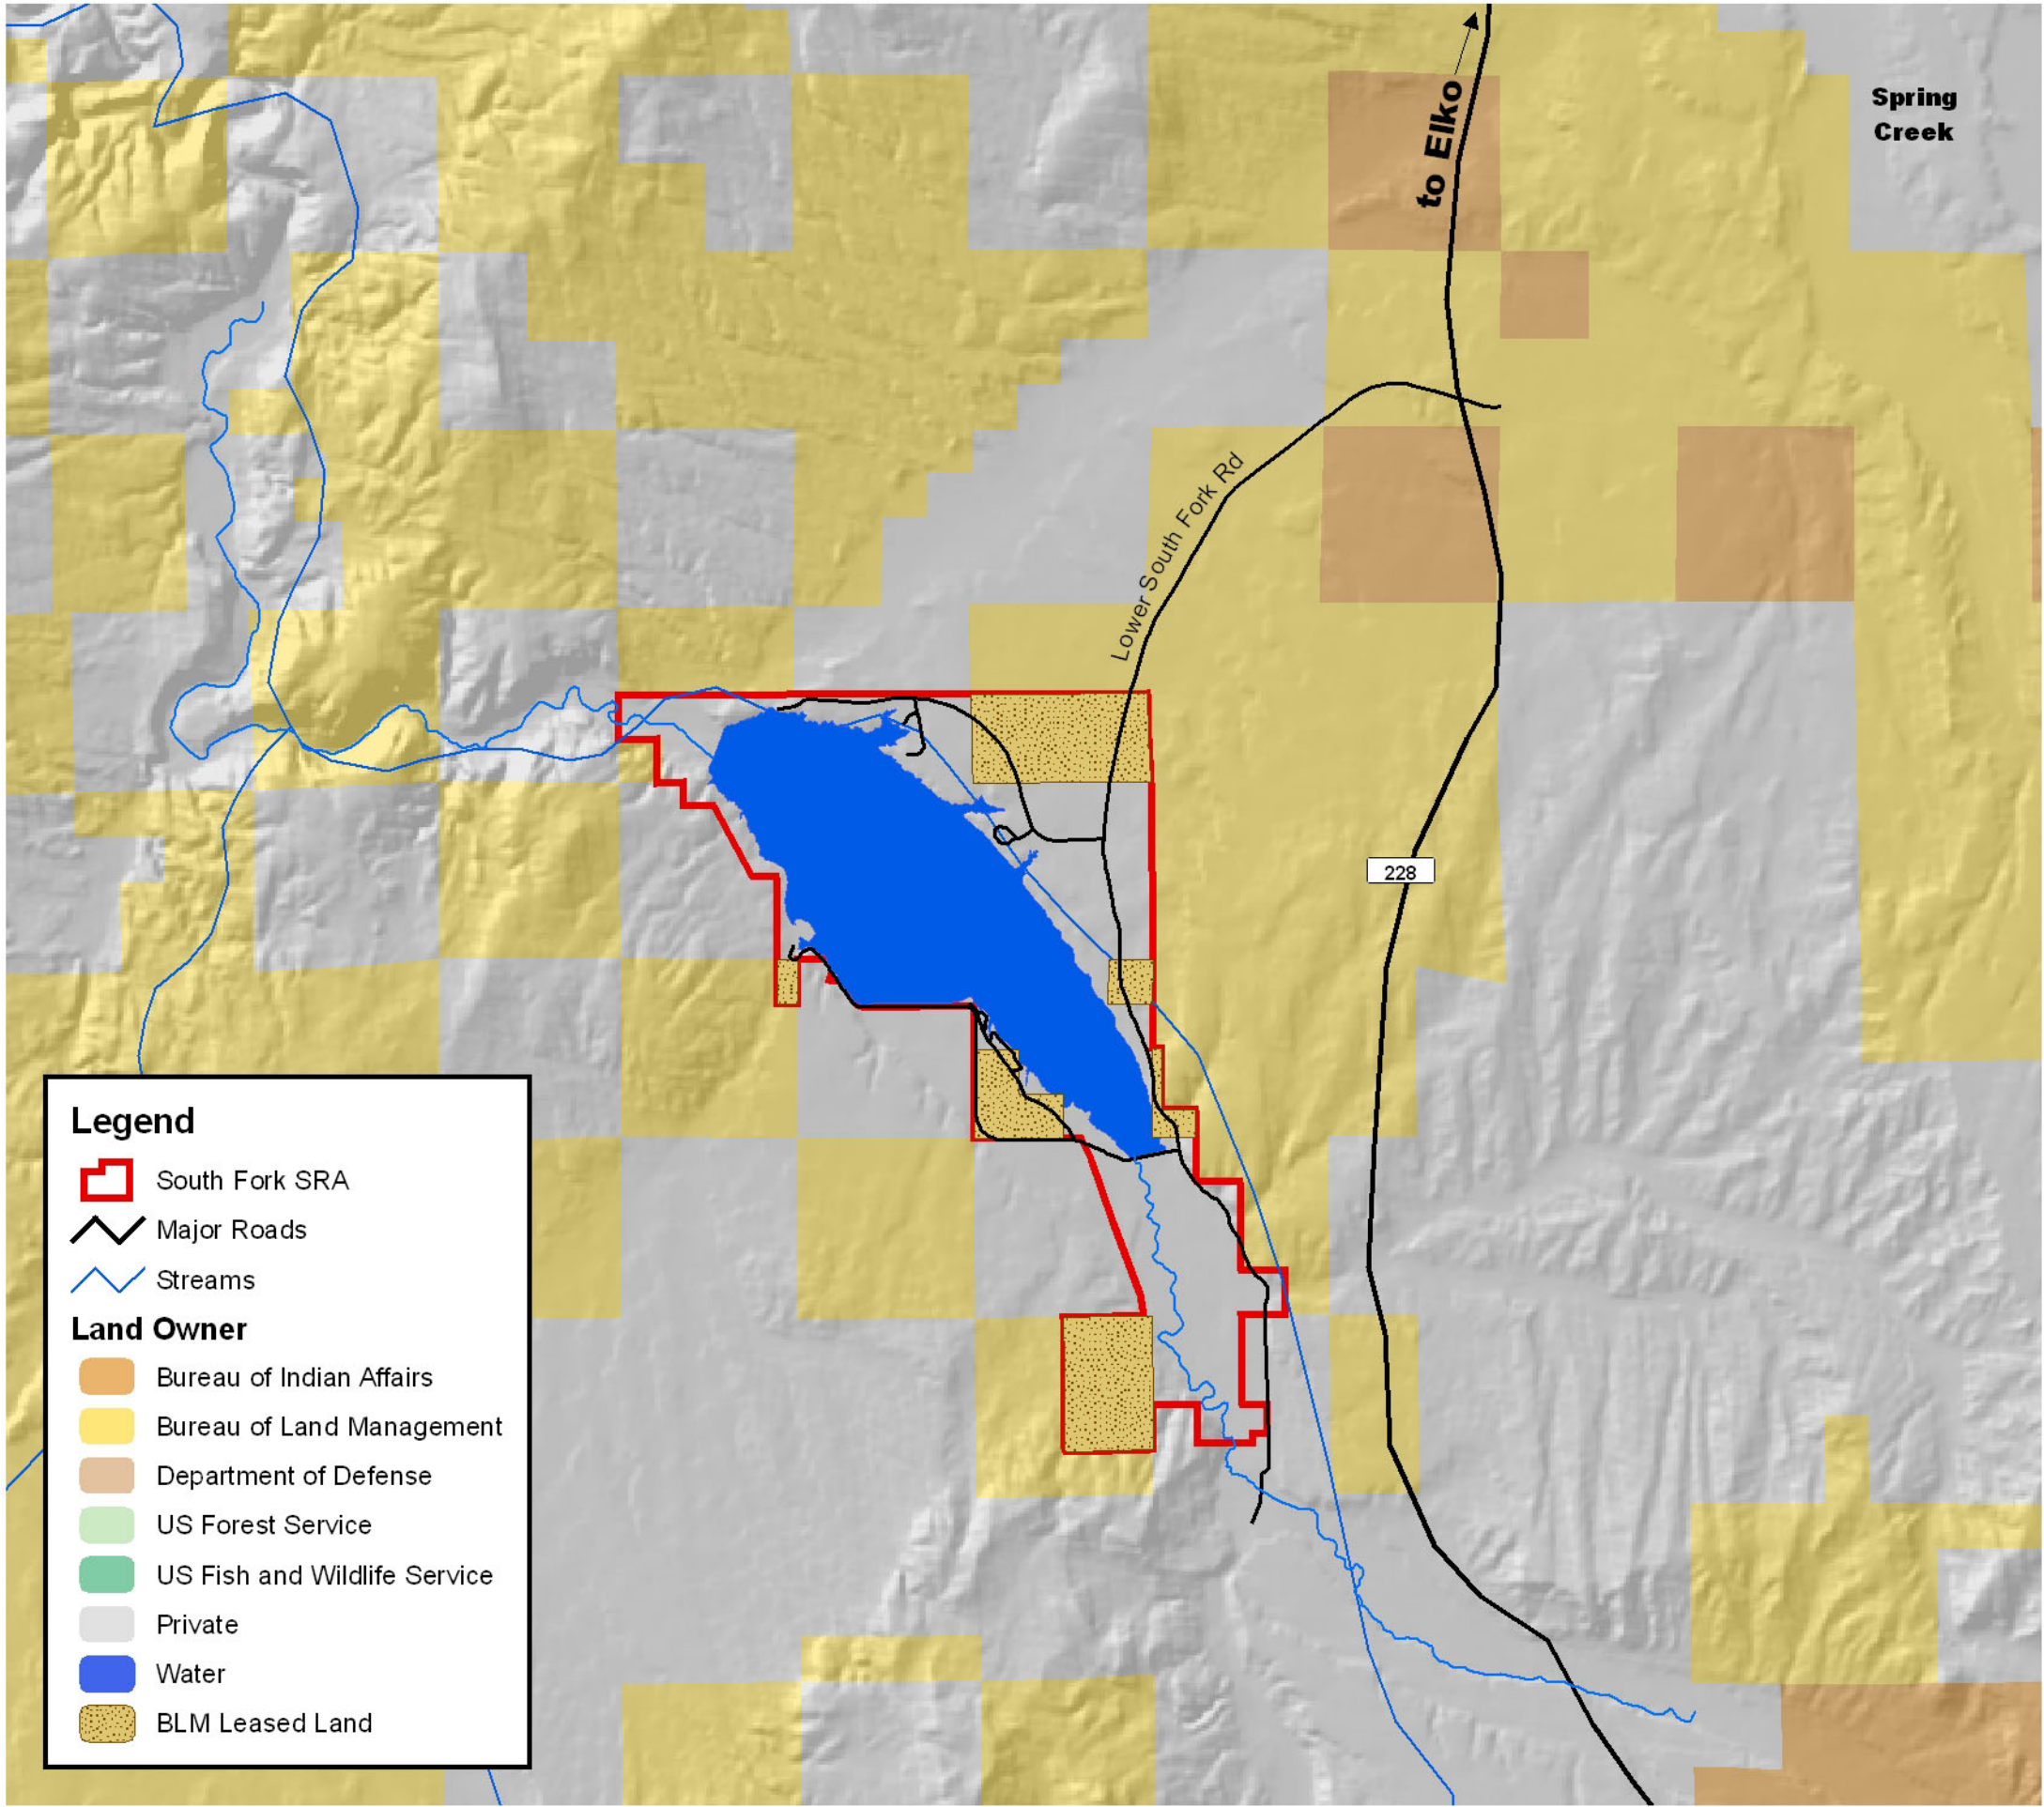 to Elko
Spring
Creek
Lower South Fork Rd
228
Legend
South Fork SRA
Major Roads
Streams
Land Owner
Bureau of Indian Affairs
Bureau of Land Management
Department of Defense
US Forest Service
US Fish and Wildlife Service
Private
Water
BLM Leased Land